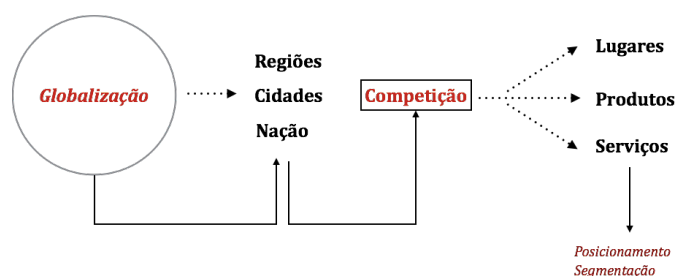 Globalização
Regiões
Cidades
Nação
Competição
Lugares
Produtos
Serviços
Posicionamento
Segmentação